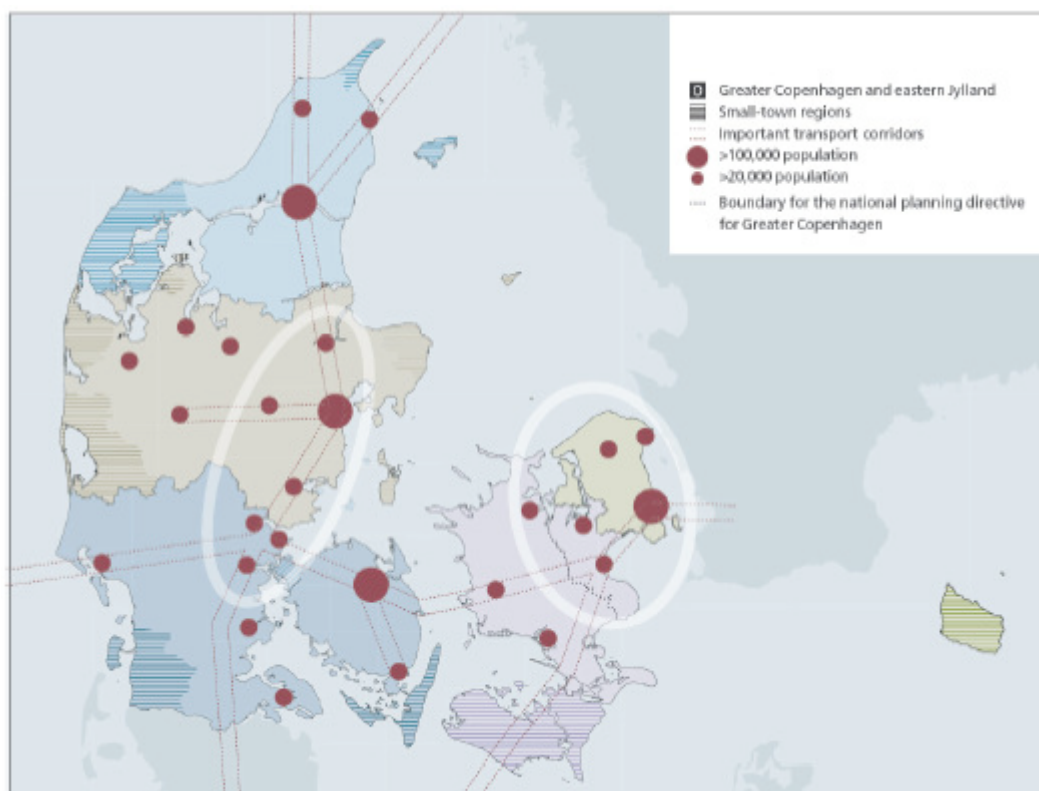 Greater Copenhagen and eastern Jylland
Small-town regions
Important transport corridors
>100,000 population
>20,000 population
Boundary for the national planning directive
for Greater Copenhagen